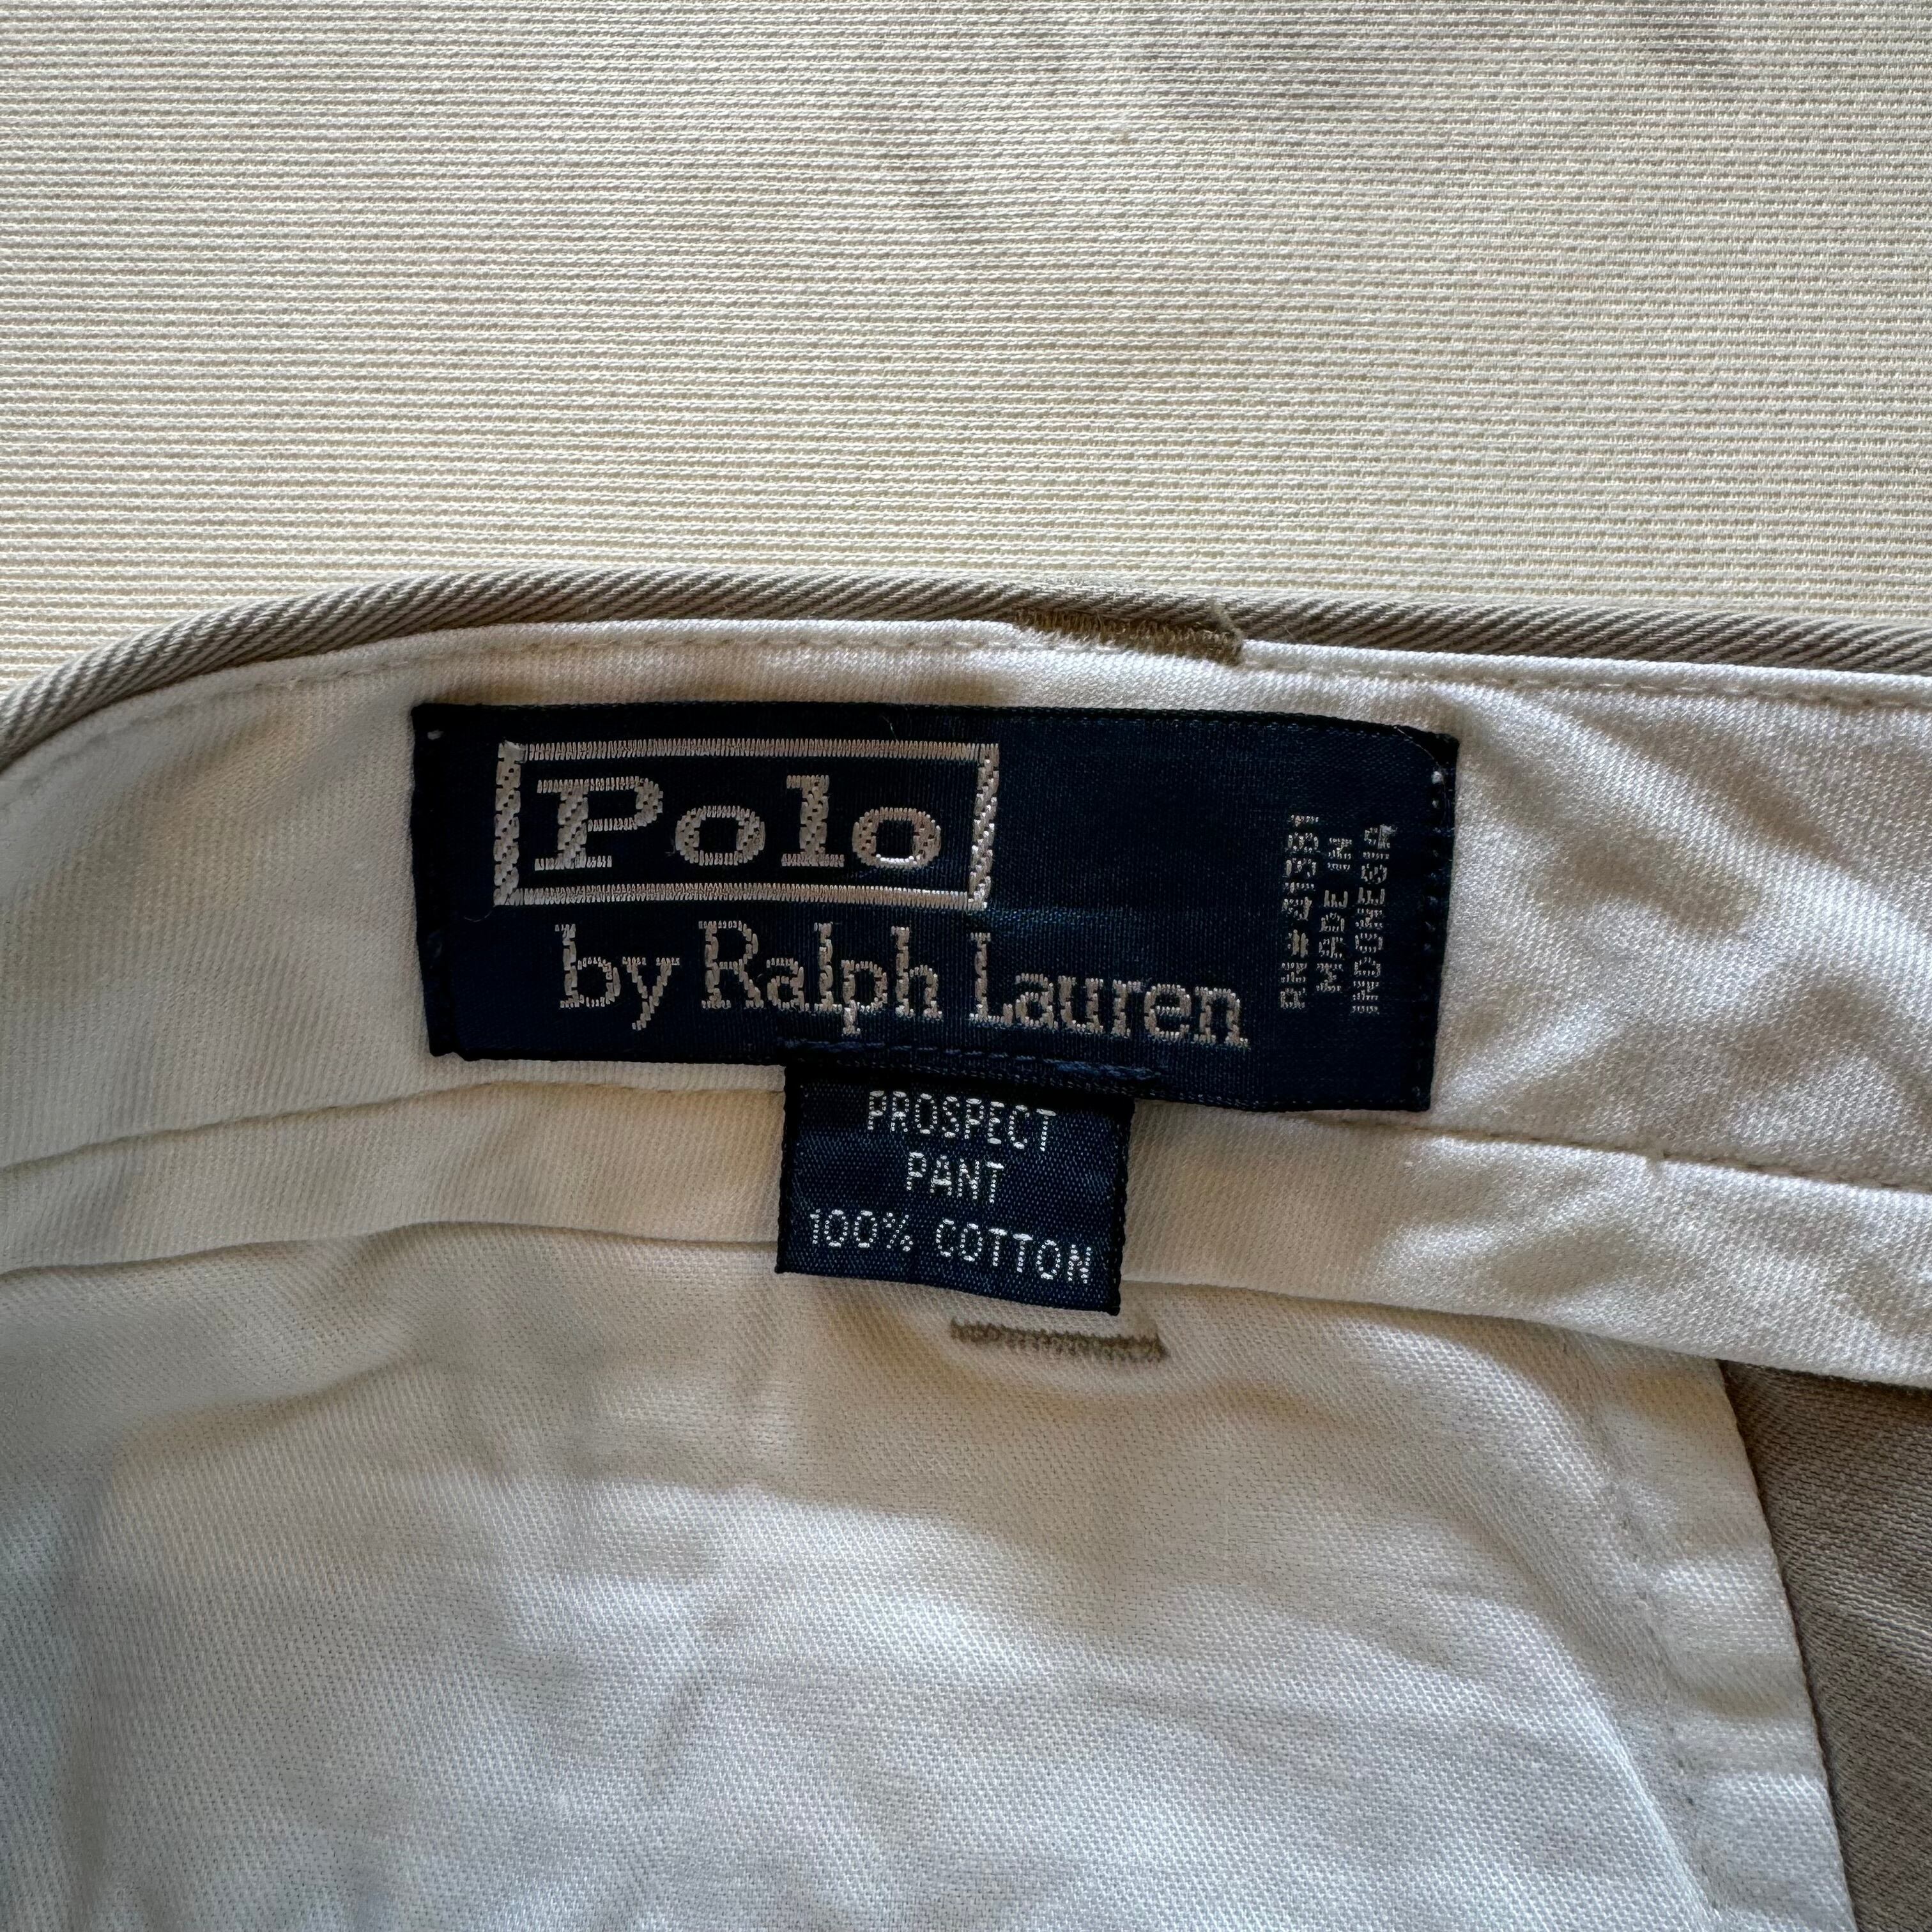 Polo
by Ralph Lauren
RN# 41381
MADE IN
INDONESIA
PROSPECT
PANT
100% COTTON